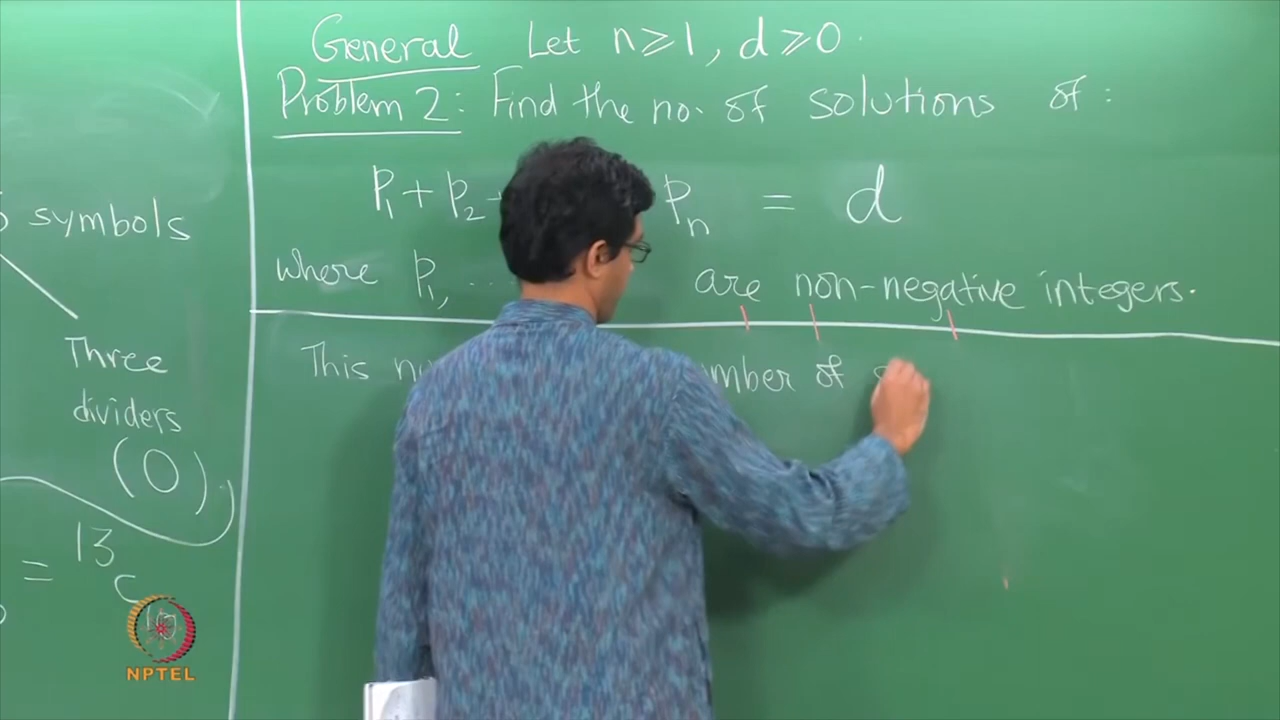 symbols
Three
dividers
(0)
= 13
C
NPTEL
General Let n ≥ 1, d ≥ 0.
Problem 2: Find the no. of solutions of :
P1 + P2 + Pn = d
where P1, .. are non-negative integers.
This of